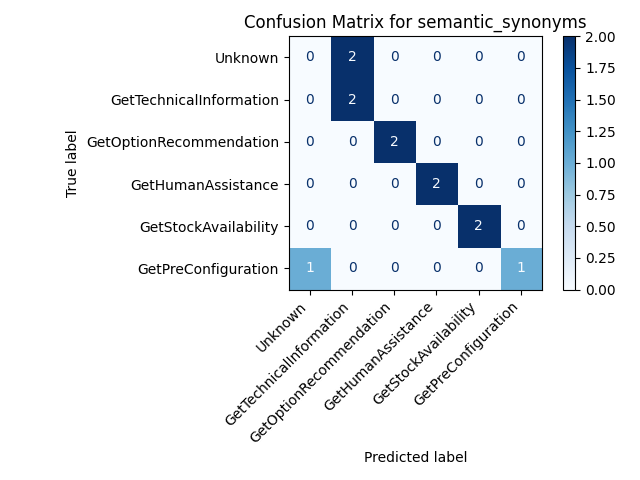 Confusion Matrix for semantic_synonyms
True label
Unknown 0 2 0 0 0 0
GetTechnicalInformation 0 2 0 0 0 0
GetOptionRecommendation 0 0 2 0 0 0
GetHumanAssistance 0 0 0 2 0 0
GetStockAvailability 0 0 0 0 2 0
GetPreConfiguration 1 0 0 0 0 1
Unknown
GetTechnicalInformation
GetOptionRecommendation
GetHumanAssistance
GetStockAvailability
GetPreConfiguration
Predicted label
2.00
1.75
1.50
1.25
1.00
0.75
0.50
0.25
0.00